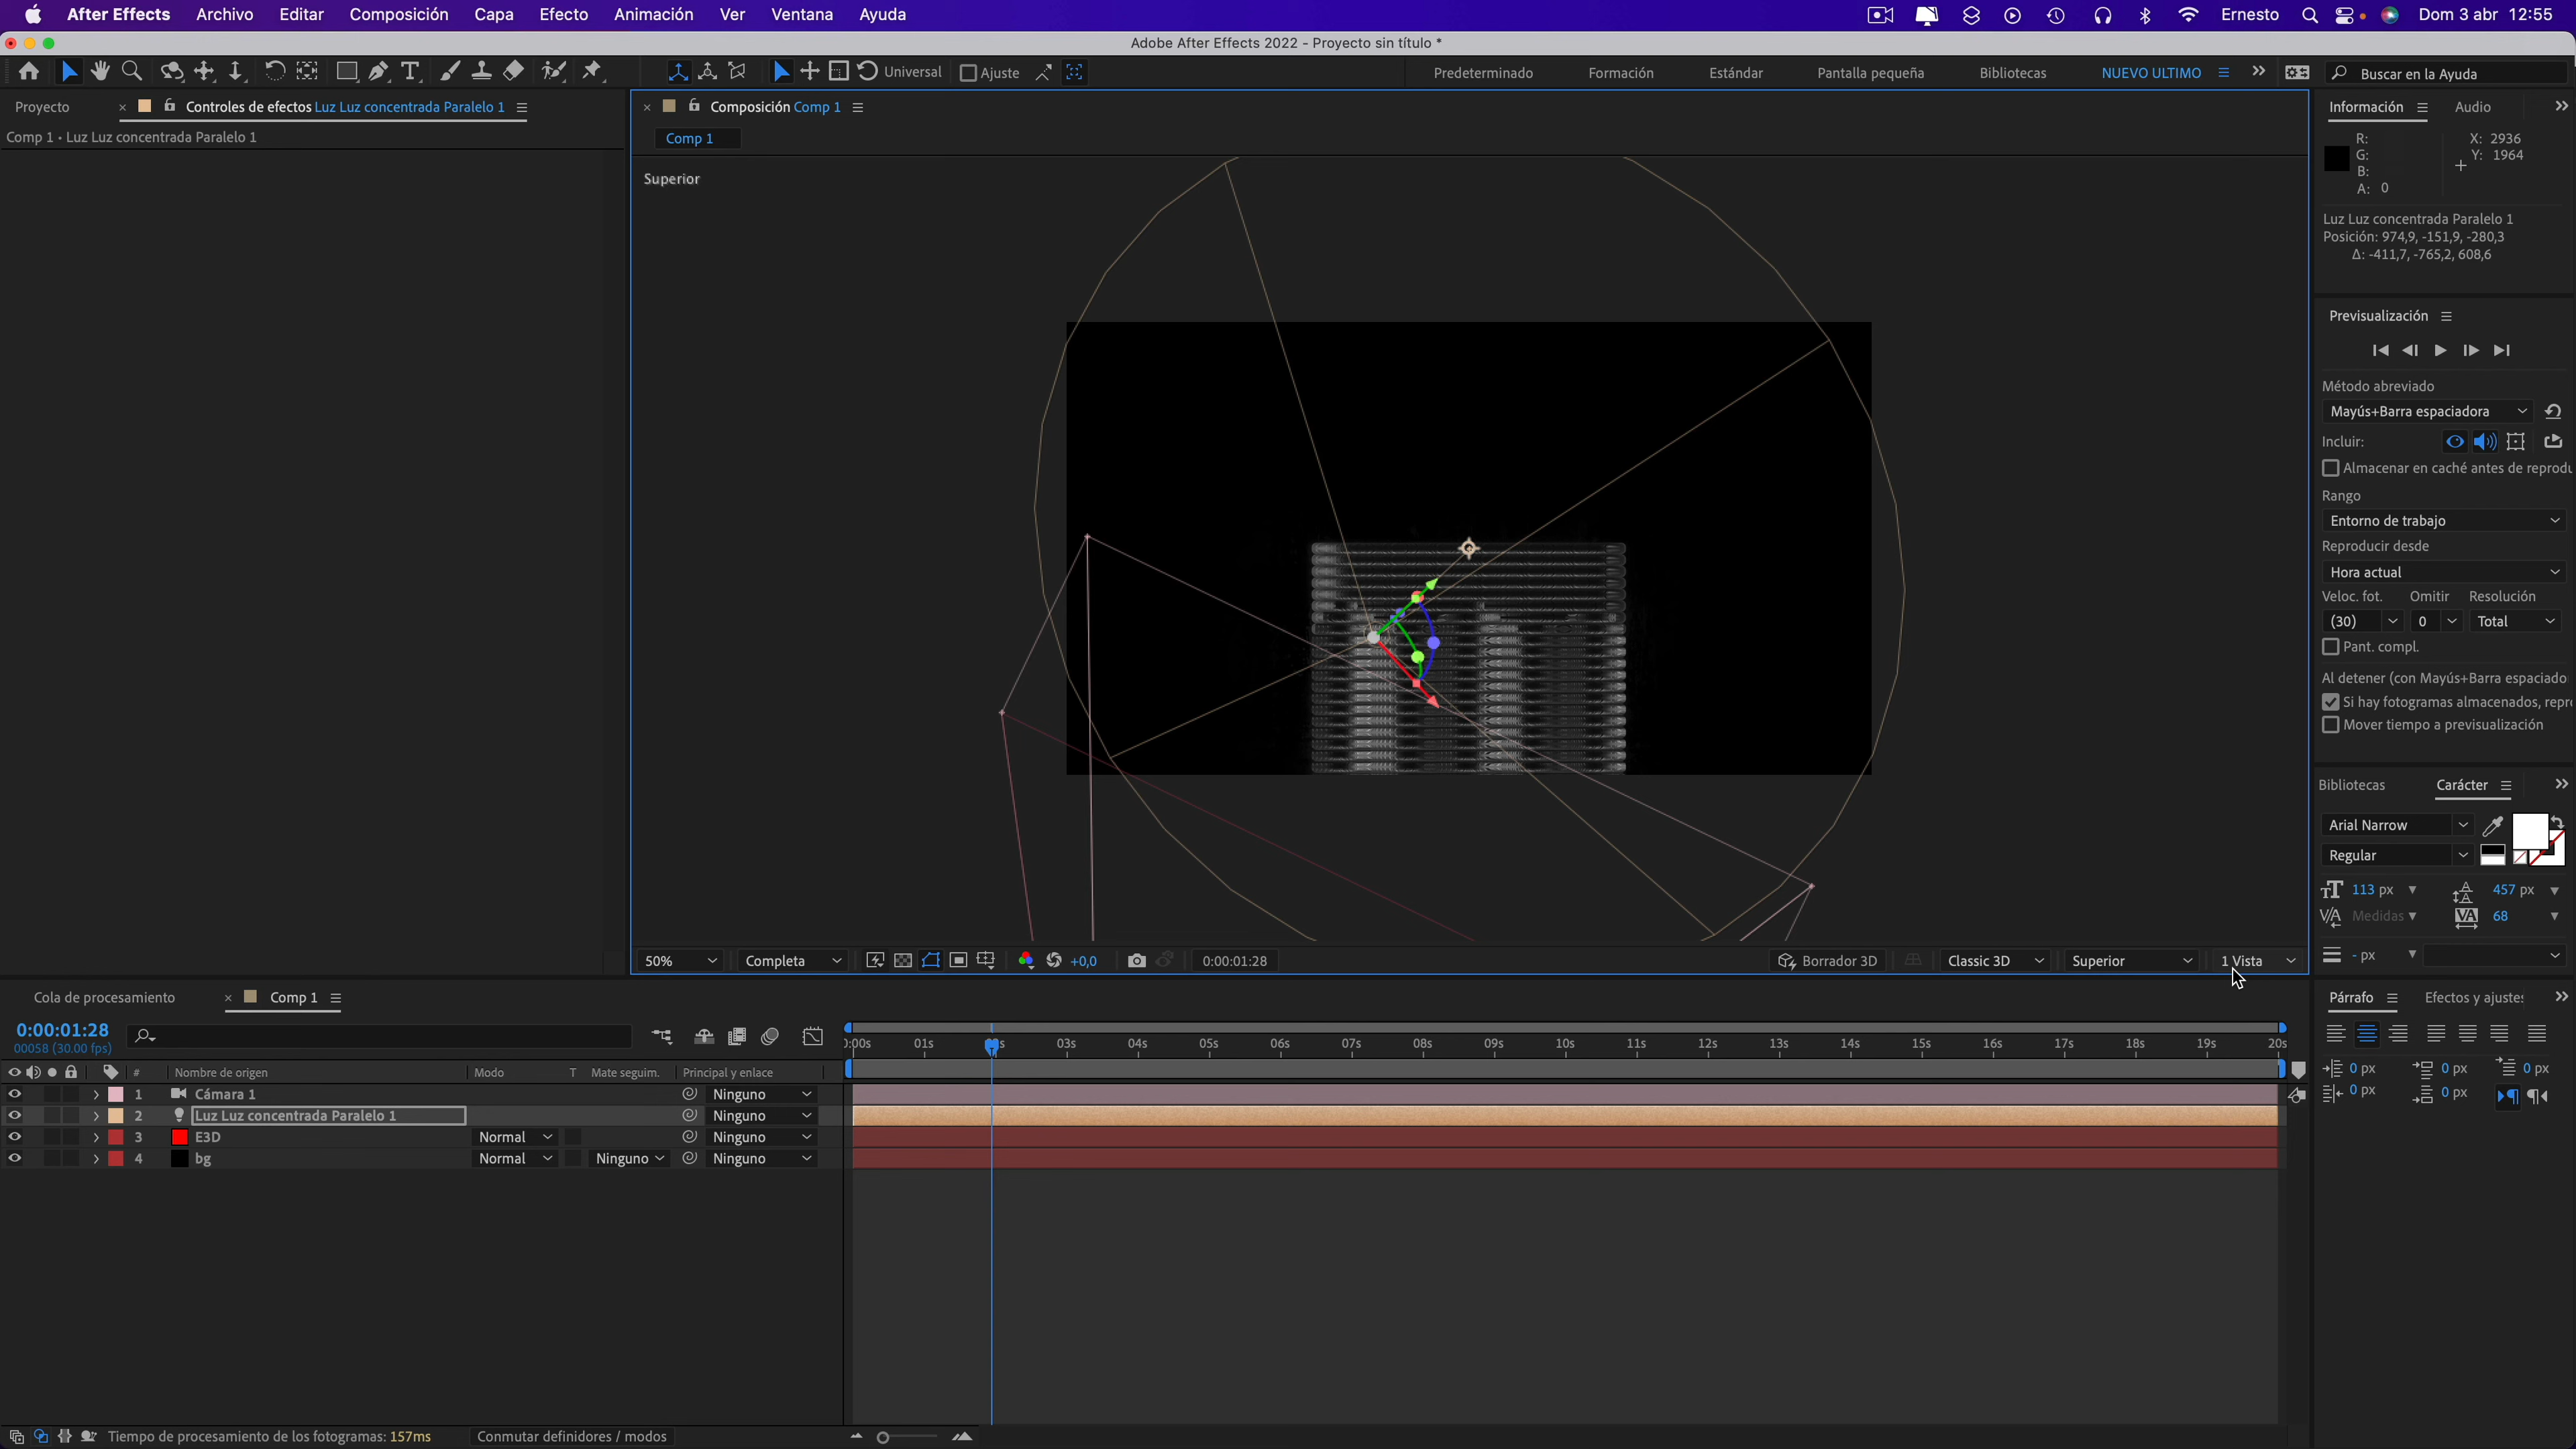 After Effects Archivo Editar Composición Capa Efecto Animación Ver Ventana Ayuda Ernesto Dom 3 abr 12:55
Adobe After Effects 2022 - Proyecto sin título *
Universal Ajuste Predeterminado Formación Estándar Pantalla pequeña Bibliotecas NUEVO ULTIMO Buscar en la Ayuda
Proyecto Controles de efectos Luz Luz concentrada Paralelo 1
Comp 1 • Luz Luz concentrada Paralelo 1
Composición Comp 1
Comp 1
Superior
Información Audio
R: X: 2936
G: Y: 1964
B:
A: 0
Luz Luz concentrada Paralelo 1
Posición: 974,9, -151,9, -280,3
Δ: -411,7, -765,2, 608,6
Previsualización
Método abreviado
Mayús+Barra espaciadora
Incluir:
Almacenar en caché antes de reprodu
Rango
Entorno de trabajo
Reproducir desde
Hora actual
Veloc. fot. Omitir Resolución
(30) 0 Total
Pant. compl.
Al detener (con Mayús+Barra espaciado
Si hay fotogramas almacenados, repr
Mover tiempo a previsualización
Bibliotecas Carácter
Arial Narrow
Regular
113 px 457 px
Medidas 68
- px
50% Completa +0,0 0:00:01:28 Borrador 3D Classic 3D Superior 1 Vista
Párrafo Efectos y ajustes
0 px 0 px 0 px
0 px 0 px
Cola de procesamiento Comp 1
0:00:01:28
00058 (30.00 fps)
):00s 01s 03s 04s 05s 06s 07s 08s 09s 10s 11s 12s 13s 14s 15s 16s 17s 18s 19s 20s
# Nombre de origen Modo T Mate seguim. Principal y enlace
1 Cámara 1 Ninguno
2 Luz Luz concentrada Paralelo 1 Ninguno
3 E3D Normal Ninguno
4 bg Normal Ninguno Ninguno
Tiempo de procesamiento de los fotogramas: 157ms Conmutar definidores / modos